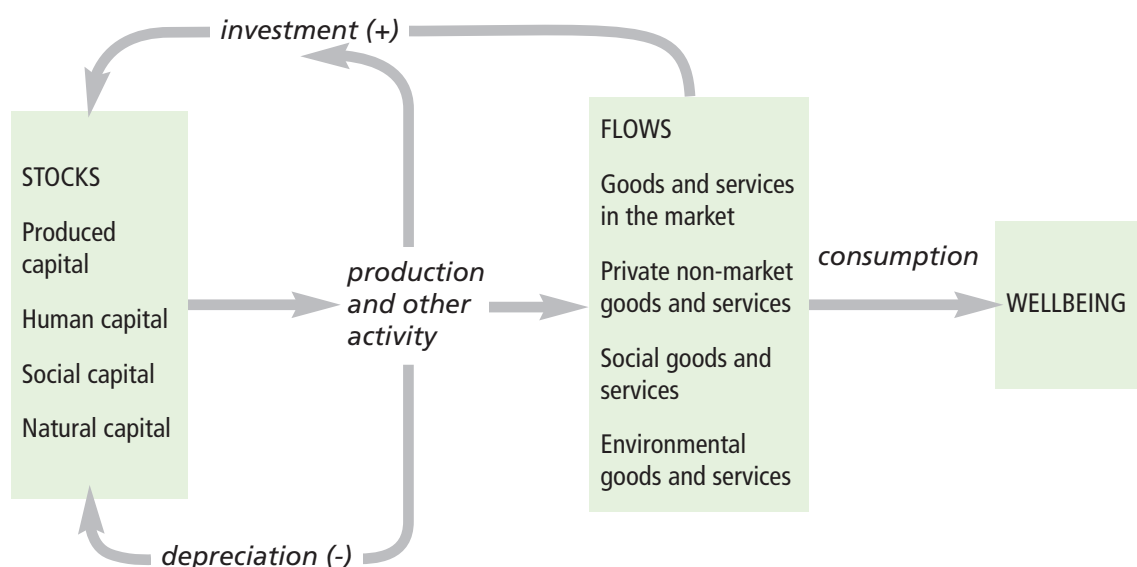 investment (+)
STOCKS
Produced
capital
Human capital
Social capital
Natural capital
production
and other
activity
depreciation (-)
FLOWS
Goods and services
in the market
Private non-market
goods and services
Social goods and
services
Environmental
goods and services
consumption
WELLBEING